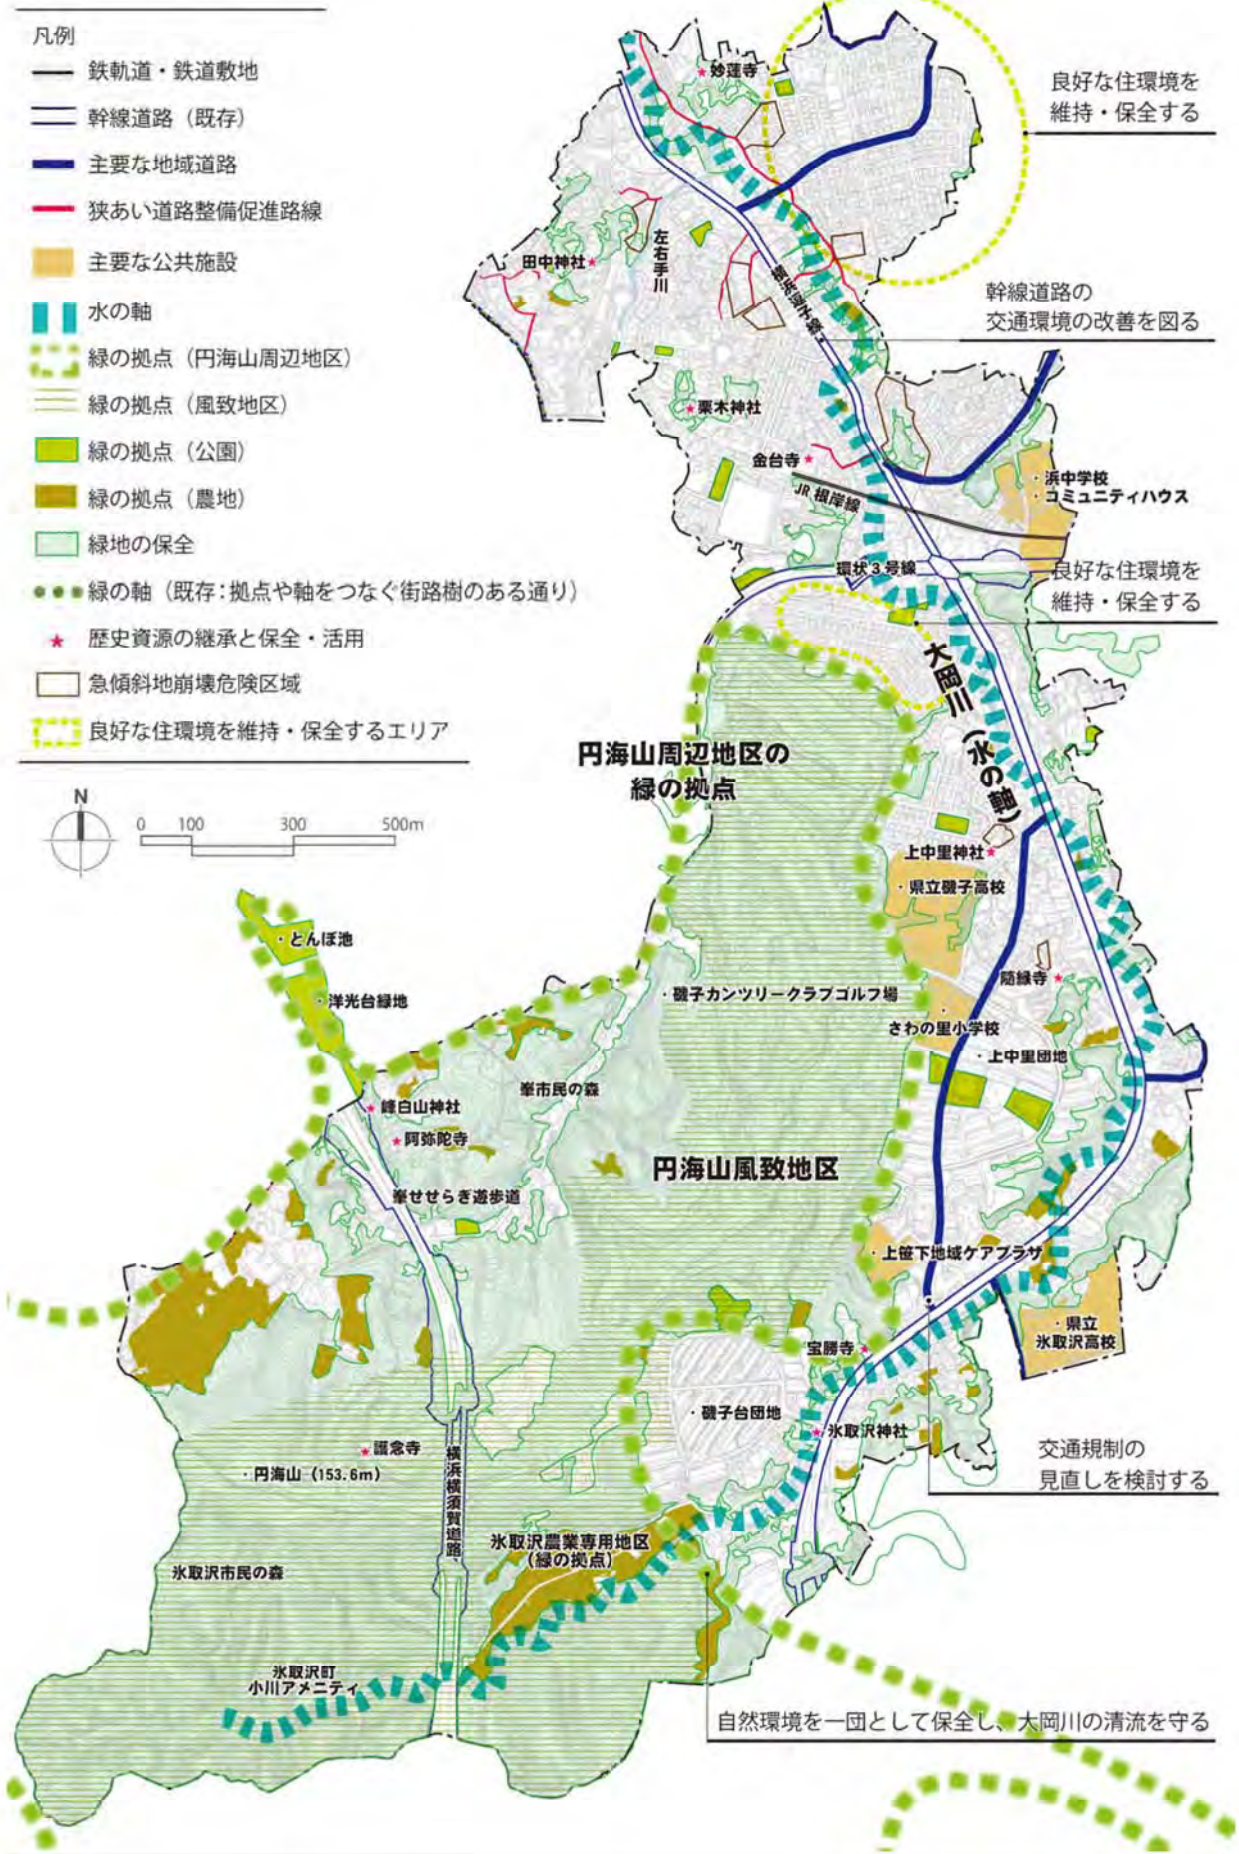 凡例
鉄軌道・鉄道敷地
幹線道路（既存）
主要な地域道路
狭あい道路整備促進路線
主要な公共施設
水の軸
緑の拠点（円海山周辺地区）
緑の拠点（風致地区）
緑の拠点（公園）
緑の拠点（農地）
緑地の保全
緑の軸（既存：拠点や軸をつなぐ街路樹のある通り）
歴史資源の継承と保全・活用
急傾斜地崩壊危険区域
良好な住環境を維持・保全するエリア
N
0 100 300 500m
妙蓮寺
良好な住環境を
維持・保全する
左右手川
田中神社
横浜逗子線
幹線道路の
交通環境の改善を図る
栗木神社
金台寺
JR根岸線
・浜中学校
・コミュニティハウス
環状３号線
良好な住環境を
維持・保全する
大岡川（水の軸）
円海山周辺地区の
緑の拠点
上中里神社
・県立磯子高校
・とんぼ池
・洋光台緑地
随縁寺
・磯子カンツリークラブゴルフ場
・さわの里小学校
・上中里団地
峯市民の森
峰白山神社
阿弥陀寺
円海山風致地区
峯せせらぎ遊歩道
・上笹下地域ケアプラザ
・県立
氷取沢高校
宝勝寺
・磯子台団地
氷取沢神社
護念寺
・円海山（153.6m）
横浜横須賀道路
交通規制の
見直しを検討する
氷取沢農業専用地区
（緑の拠点）
氷取沢市民の森
氷取沢町
小川アメニティ
自然環境を一団として保全し、大岡川の清流を守る